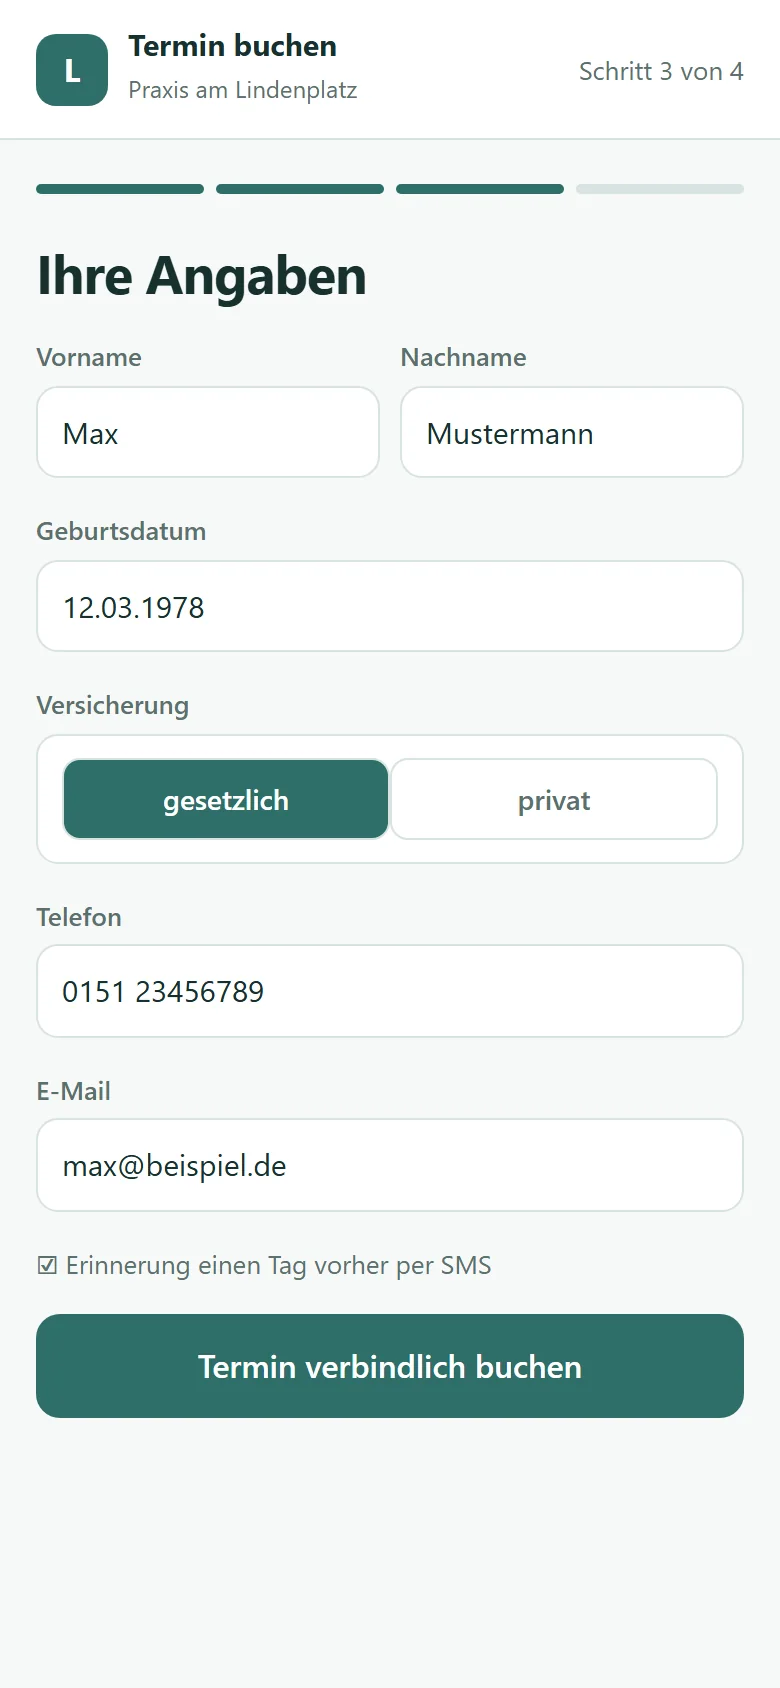 L
Termin buchen
Praxis am Lindenplatz
Schritt 3 von 4
Ihre Angaben
Vorname
Nachname
Max
Mustermann
Geburtsdatum
12.03.1978
Versicherung
gesetzlich
privat
Telefon
0151 23456789
E-Mail
max@beispiel.de
☑ Erinnerung einen Tag vorher per SMS
Termin verbindlich buchen